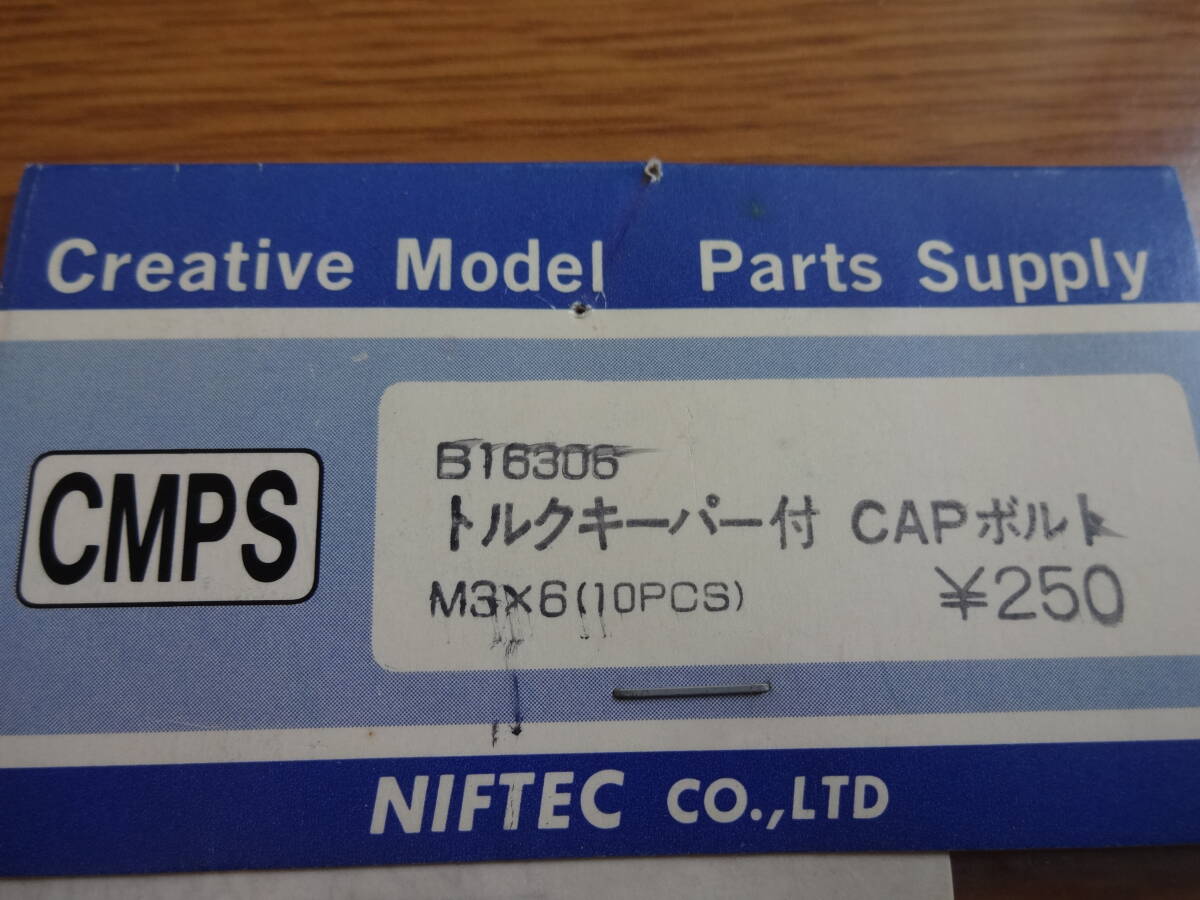 Creative Model Parts Supply
CMPS
B16306
トルクキーパー付 CAPボルト
M3×6(10PCS) ¥250
NIFTEC CO.,LTD